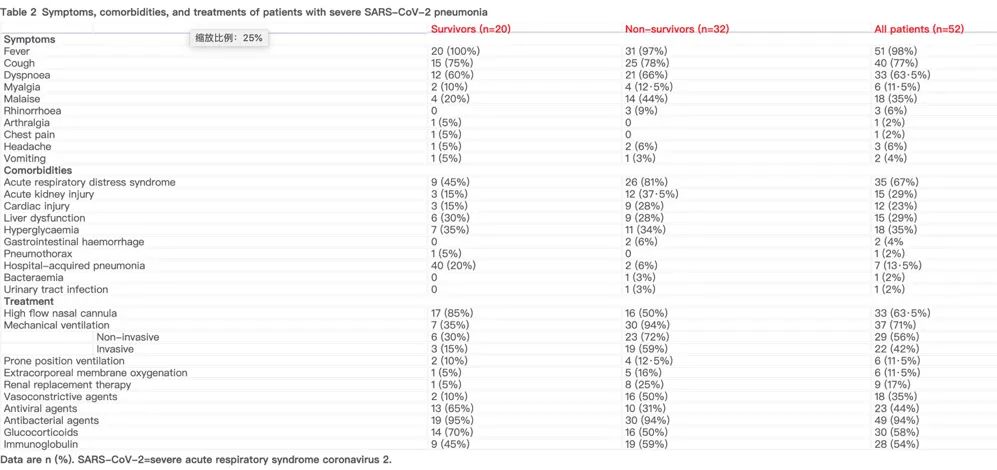 Table 2 Symptoms, comorbidities, and treatments of patients with severe SARS-CoV-2 pneumonia
Survivors (n=20) Non-survivors (n=32) All patients (n=52)
缩放比例：25%
Symptoms
Fever 20 (100%) 31 (97%) 51 (98%)
Cough 15 (75%) 25 (78%) 40 (77%)
Dyspnoea 12 (60%) 21 (66%) 33 (63·5%)
Myalgia 2 (10%) 4 (12·5%) 6 (11·5%)
Malaise 4 (20%) 14 (44%) 18 (35%)
Rhinorrhoea 0 3 (9%) 3 (6%)
Arthralgia 1 (5%) 0 1 (2%)
Chest pain 1 (5%) 0 1 (2%)
Headache 1 (5%) 2 (6%) 3 (6%)
Vomiting 1 (5%) 1 (3%) 2 (4%)
Comorbidities
Acute respiratory distress syndrome 9 (45%) 26 (81%) 35 (67%)
Acute kidney injury 3 (15%) 12 (37·5%) 15 (29%)
Cardiac injury 3 (15%) 9 (28%) 12 (23%)
Liver dysfunction 6 (30%) 9 (28%) 15 (29%)
Hyperglycaemia 7 (35%) 11 (34%) 18 (35%)
Gastrointestinal haemorrhage 0 2 (6%) 2 (4%
Pneumothorax 1 (5%) 0 1 (2%)
Hospital-acquired pneumonia 40 (20%) 2 (6%) 7 (13·5%)
Bacteraemia 0 1 (3%) 1 (2%)
Urinary tract infection 0 1 (3%) 1 (2%)
Treatment
High flow nasal cannula 17 (85%) 16 (50%) 33 (63·5%)
Mechanical ventilation 7 (35%) 30 (94%) 37 (71%)
Non-invasive 6 (30%) 23 (72%) 29 (56%)
Invasive 3 (15%) 19 (59%) 22 (42%)
Prone position ventilation 2 (10%) 4 (12·5%) 6 (11·5%)
Extracorporeal membrane oxygenation 1 (5%) 5 (16%) 6 (11·5%)
Renal replacement therapy 1 (5%) 8 (25%) 9 (17%)
Vasoconstrictive agents 2 (10%) 16 (50%) 18 (35%)
Antiviral agents 13 (65%) 10 (31%) 23 (44%)
Antibacterial agents 19 (95%) 30 (94%) 49 (94%)
Glucocorticoids 14 (70%) 16 (50%) 30 (58%)
Immunoglobulin 9 (45%) 19 (59%) 28 (54%)
Data are n (%). SARS-CoV-2=severe acute respiratory syndrome coronavirus 2.